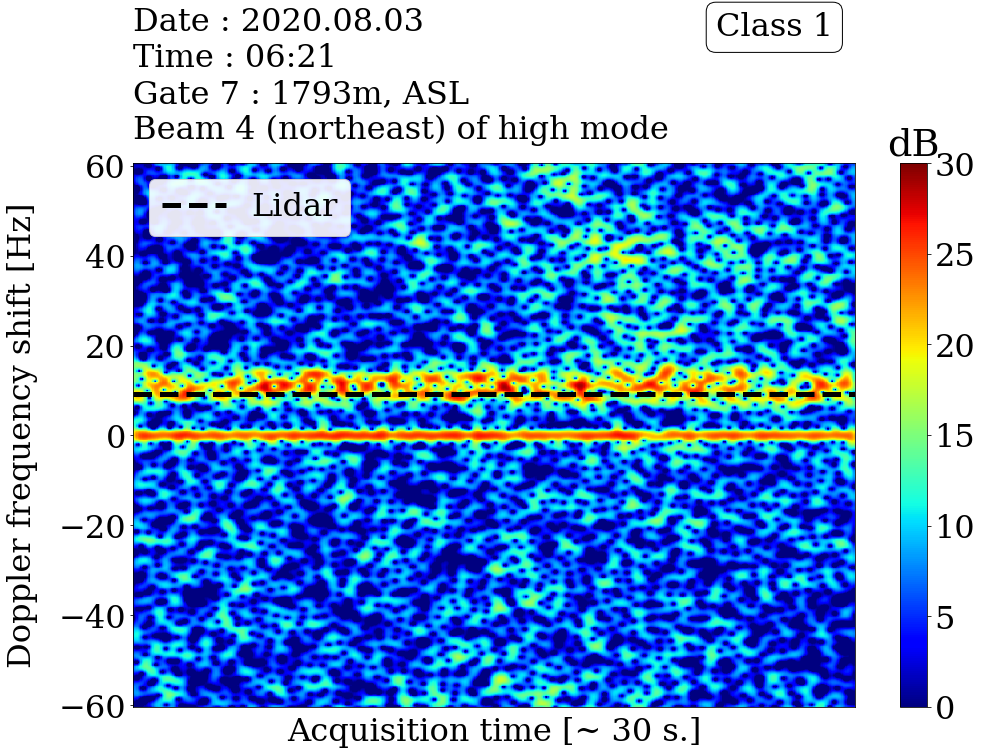 Date : 2020.08.03
Time : 06:21
Gate 7 : 1793m, ASL
Beam 4 (northeast) of high mode
Class 1
dB
Lidar
Doppler frequency shift [Hz]
60
40
20
0
−20
−40
−60
Acquisition time [~ 30 s.]
30
25
20
15
10
5
0